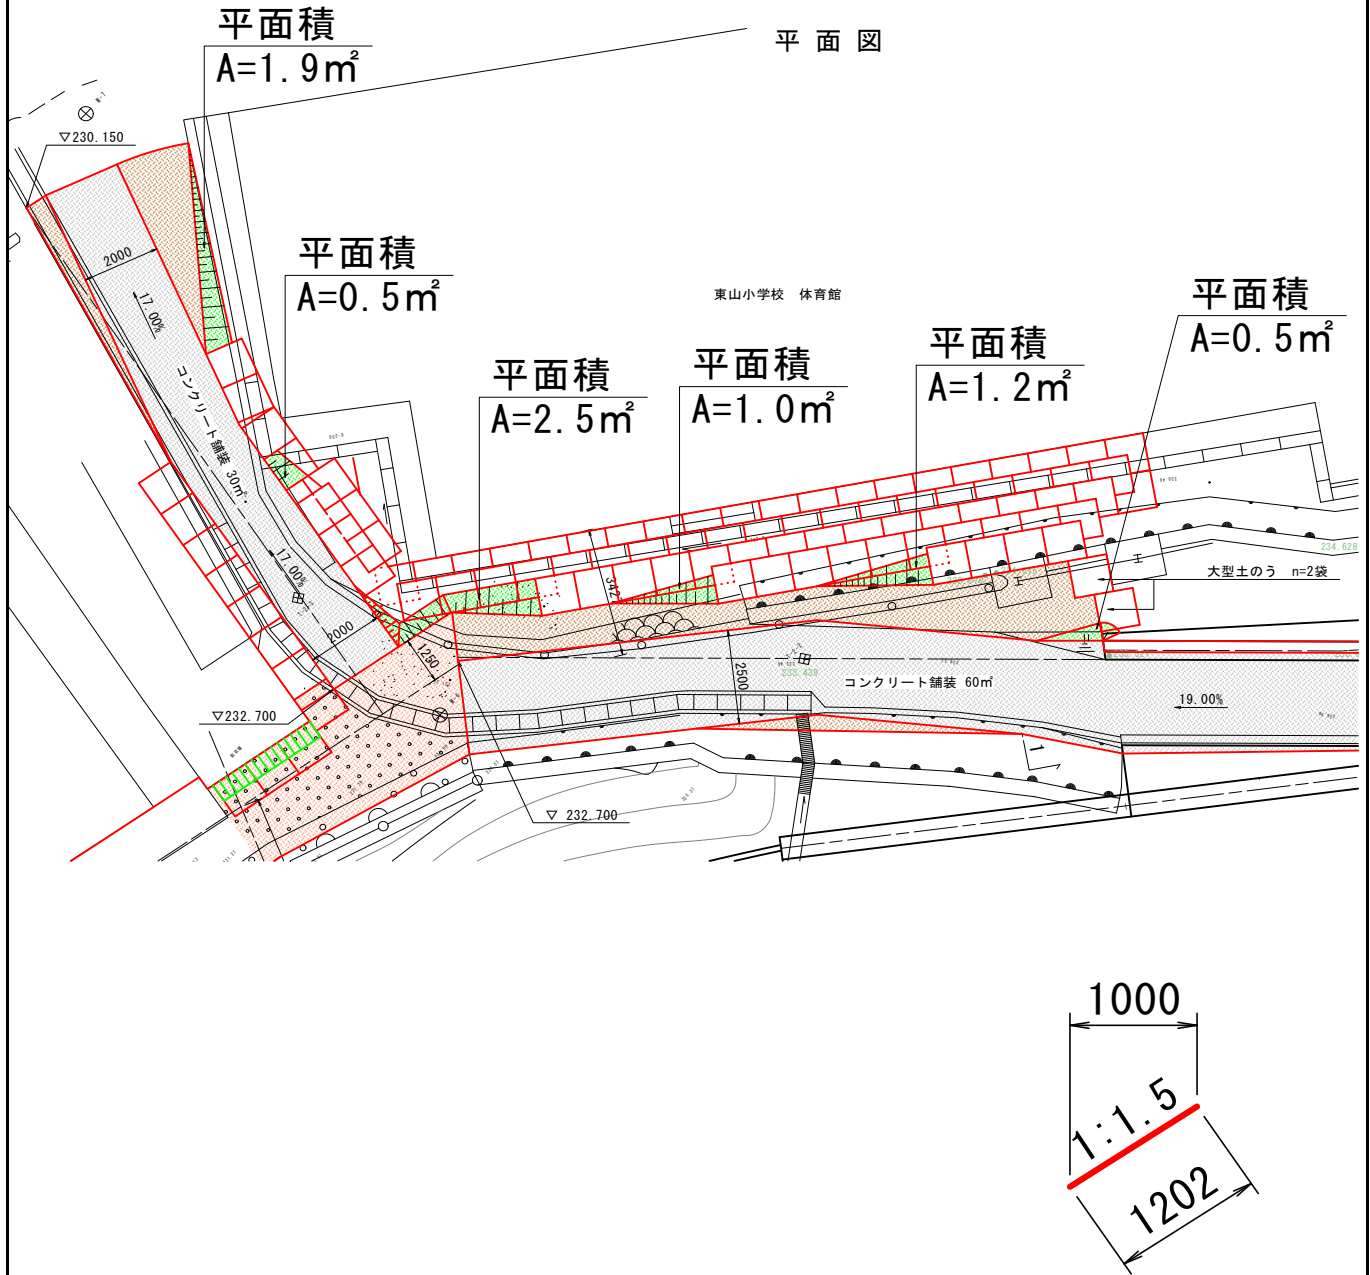 平面積
A=1.9㎡
平 面 図
▽230.150
2000
17.00%
平面積
A=0.5㎡
東山小学校 体育館
平面積
A=0.5㎡
平面積
A=2.5㎡
平面積
A=1.0㎡
平面積
A=1.2㎡
コンクリート舗装 30㎡
17.00%
234.628
大型土のう n=2袋
2000
1250
2500
233.439
コンクリート舗装 60㎡
19.00%
▽232.700
▽ 232.700
1000
1:1.5
1202